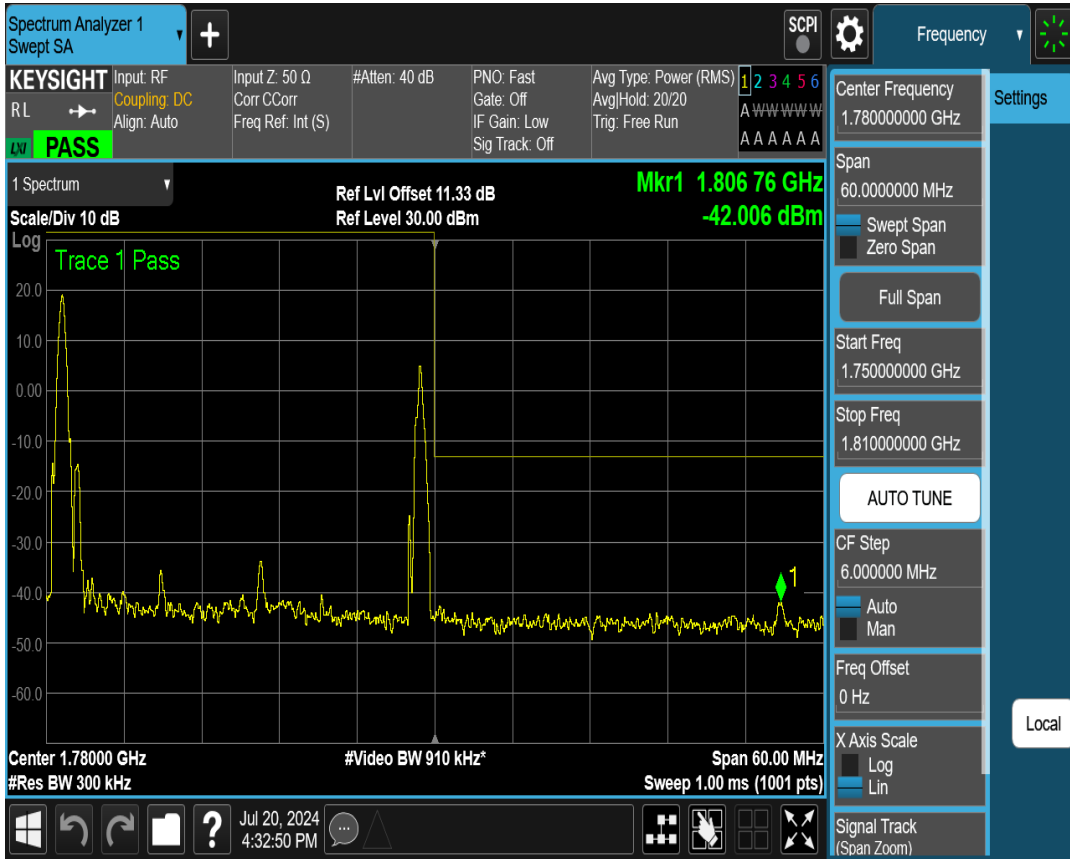 Spectrum Analyzer 1
Swept SA
+
SCPI
Frequency
KEYSIGHT
RL
LXI PASS
Input: RF
Coupling: DC
Align: Auto
Input Z: 50 Ω
Corr CCorr
Freq Ref: Int (S)
#Atten: 40 dB
PNO: Fast
Gate: Off
IF Gain: Low
Sig Track: Off
Avg Type: Power (RMS)
Avg|Hold: 20/20
Trig: Free Run
1 2 3 4 5 6
A W W W W W
A A A A A A
1 Spectrum
Scale/Div 10 dB
Ref Lvl Offset 11.33 dB
Ref Level 30.00 dBm
Mkr1 1.806 76 GHz
-42.006 dBm
Log
Trace 1 Pass
20.0
10.0
0.00
-10.0
-20.0
-30.0
-40.0
-50.0
-60.0
1
Center 1.78000 GHz
#Video BW 910 kHz*
Span 60.00 MHz
#Res BW 300 kHz
Sweep 1.00 ms (1001 pts)
?
Jul 20, 2024
4:32:50 PM
Center Frequency
1.780000000 GHz
Span
60.0000000 MHz
Swept Span
Zero Span
Full Span
Start Freq
1.750000000 GHz
Stop Freq
1.810000000 GHz
AUTO TUNE
CF Step
6.000000 MHz
Auto
Man
Freq Offset
0 Hz
X Axis Scale
Log
Lin
Signal Track
(Span Zoom)
Settings
Local